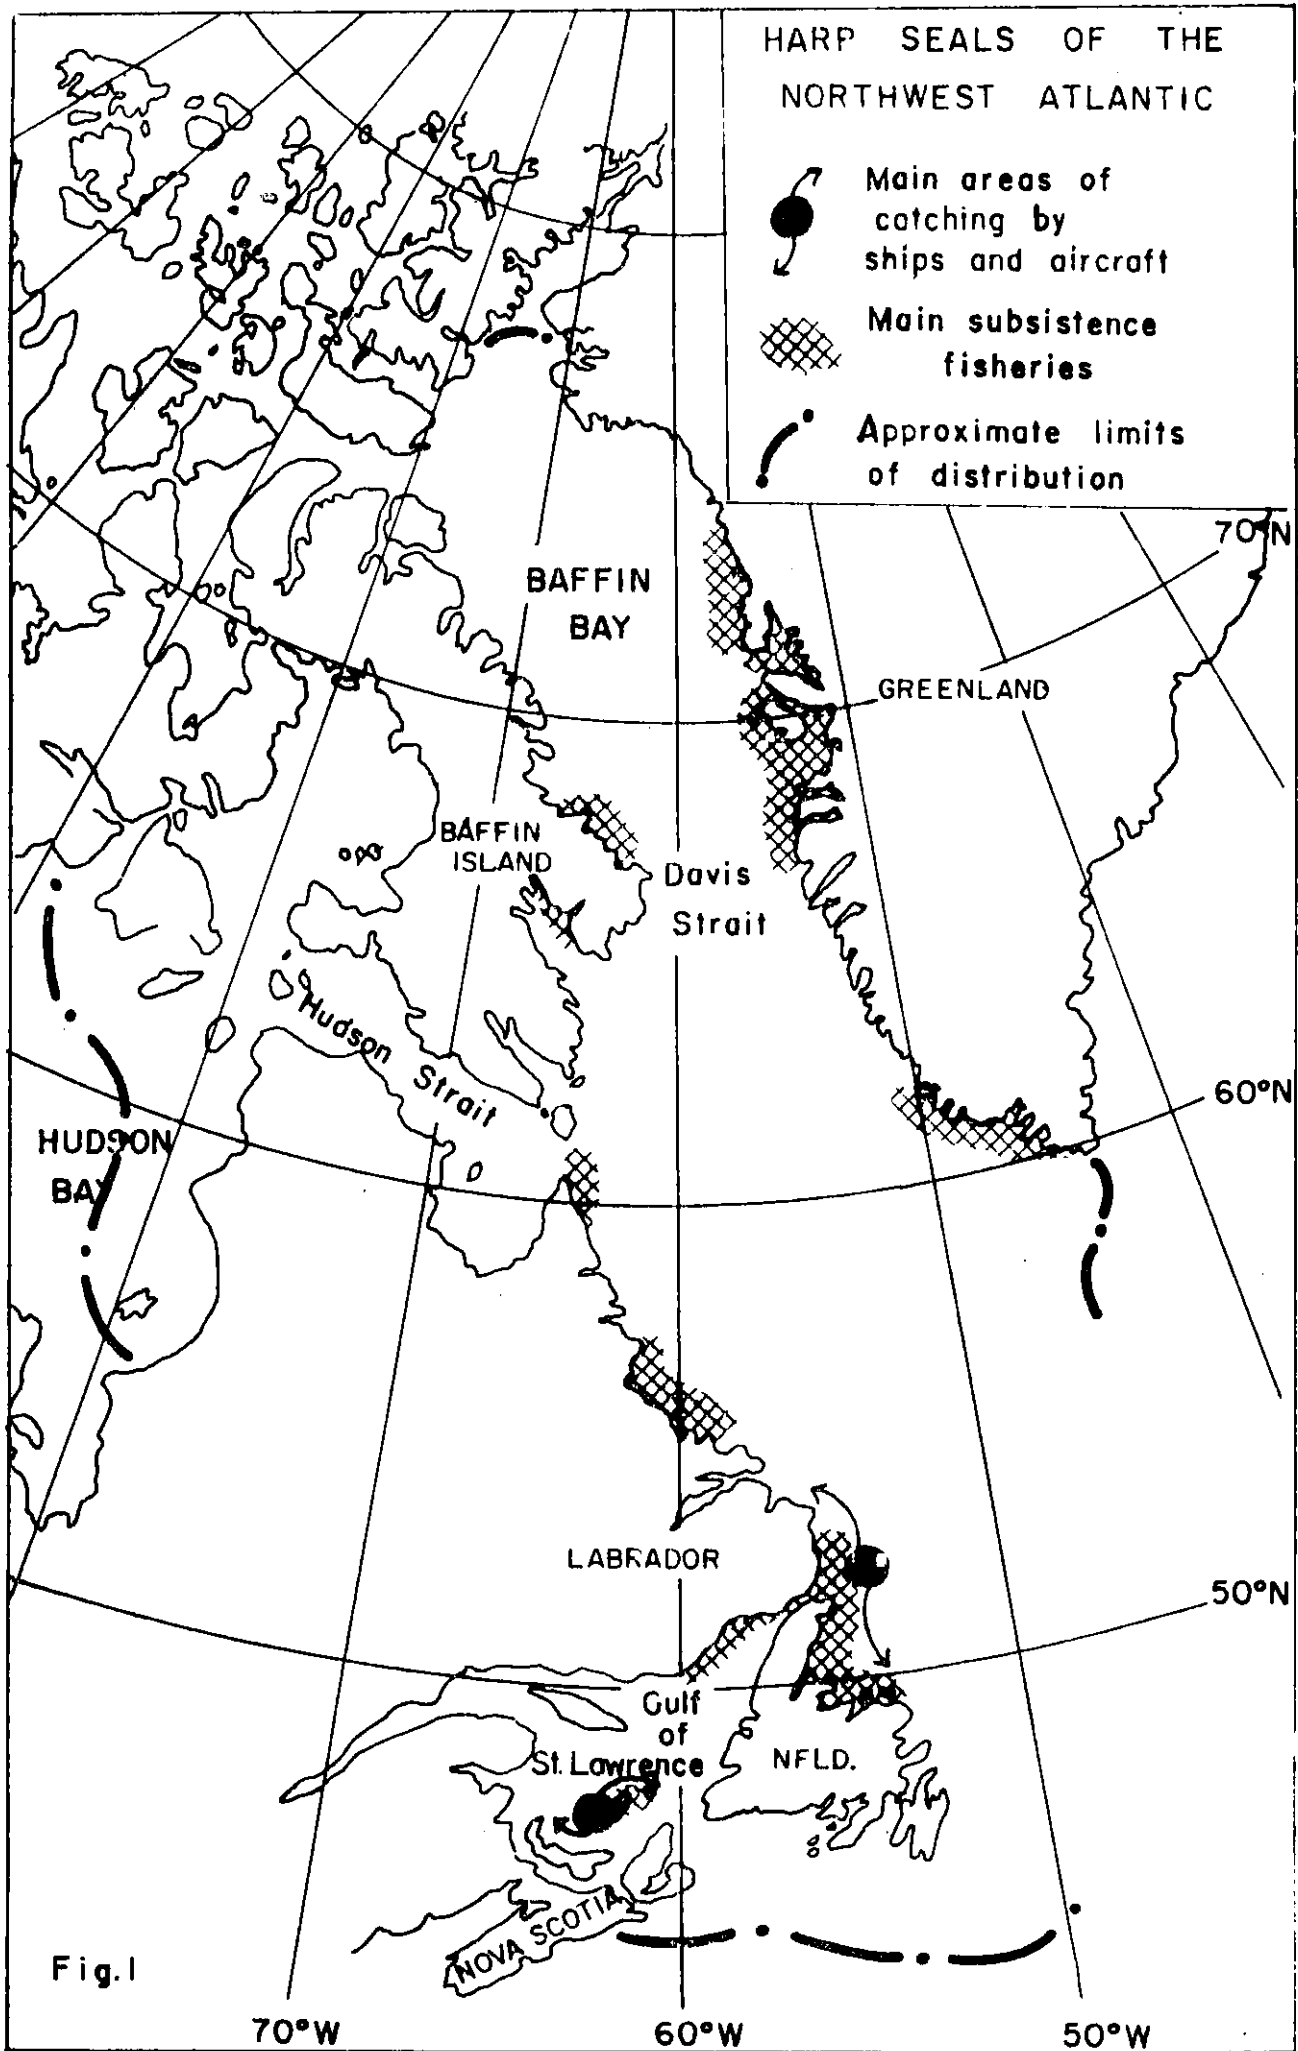 HARP SEALS OF THE
NORTHWEST ATLANTIC
Main areas of
catching by
ships and aircraft
Main subsistence
fisheries
Approximate limits
of distribution
70°N
BAFFIN
BAY
GREENLAND
BAFFIN
ISLAND
Davis
Strait
Hudson Strait
60°N
HUDSON
BAY
LABRADOR
50°N
Gulf
of
St. Lawrence
NFLD.
NOVA SCOTIA
Fig.1
70°W
60°W
50°W